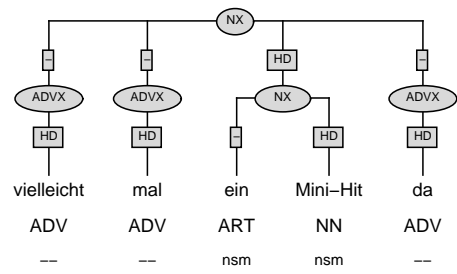 NX
– – HD –
ADVX ADVX NX ADVX
HD HD – HD HD
vielleicht mal ein Mini−Hit da
ADV ADV ART NN ADV
−− −− nsm nsm −−